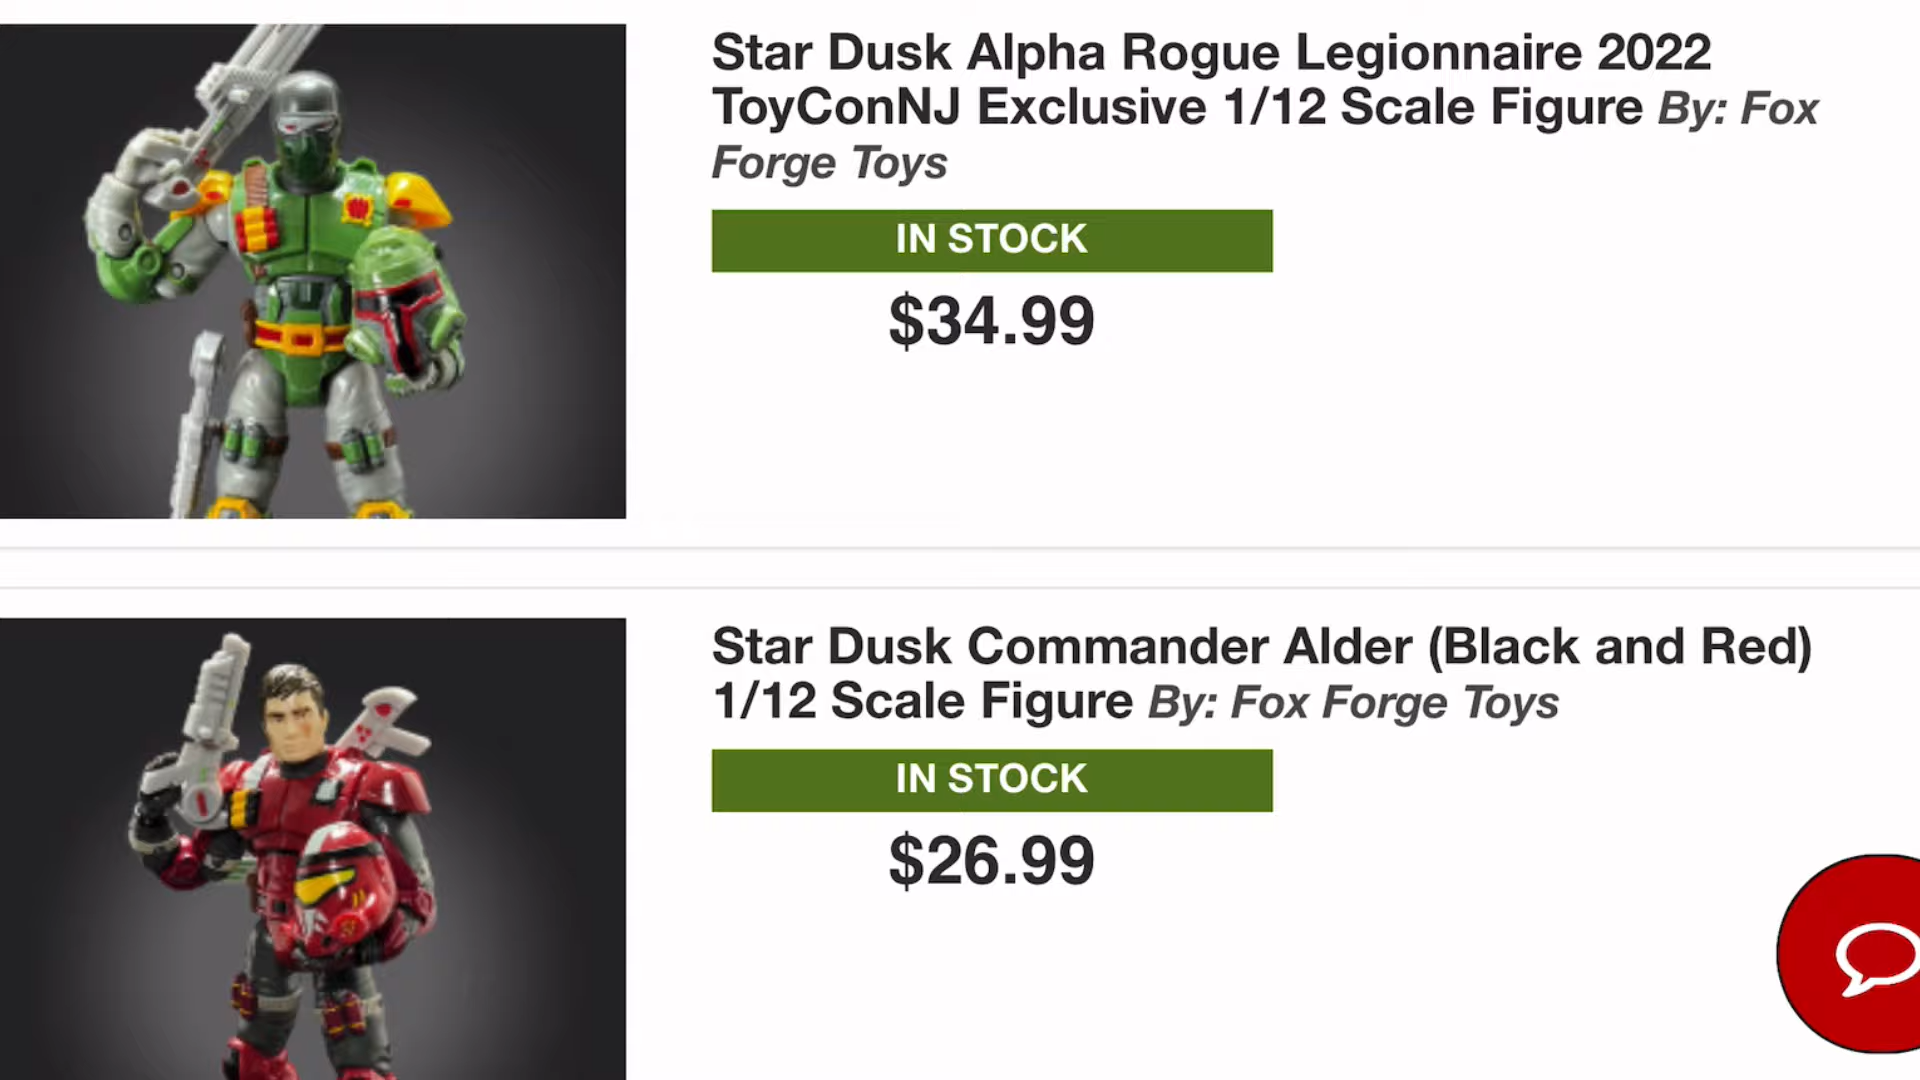 Star Dusk Alpha Rogue Legionnaire 2022
ToyConNJ Exclusive 1/12 Scale Figure By: Fox
Forge Toys
IN STOCK
$34.99
Star Dusk Commander Alder (Black and Red)
1/12 Scale Figure By: Fox Forge Toys
IN STOCK
$26.99